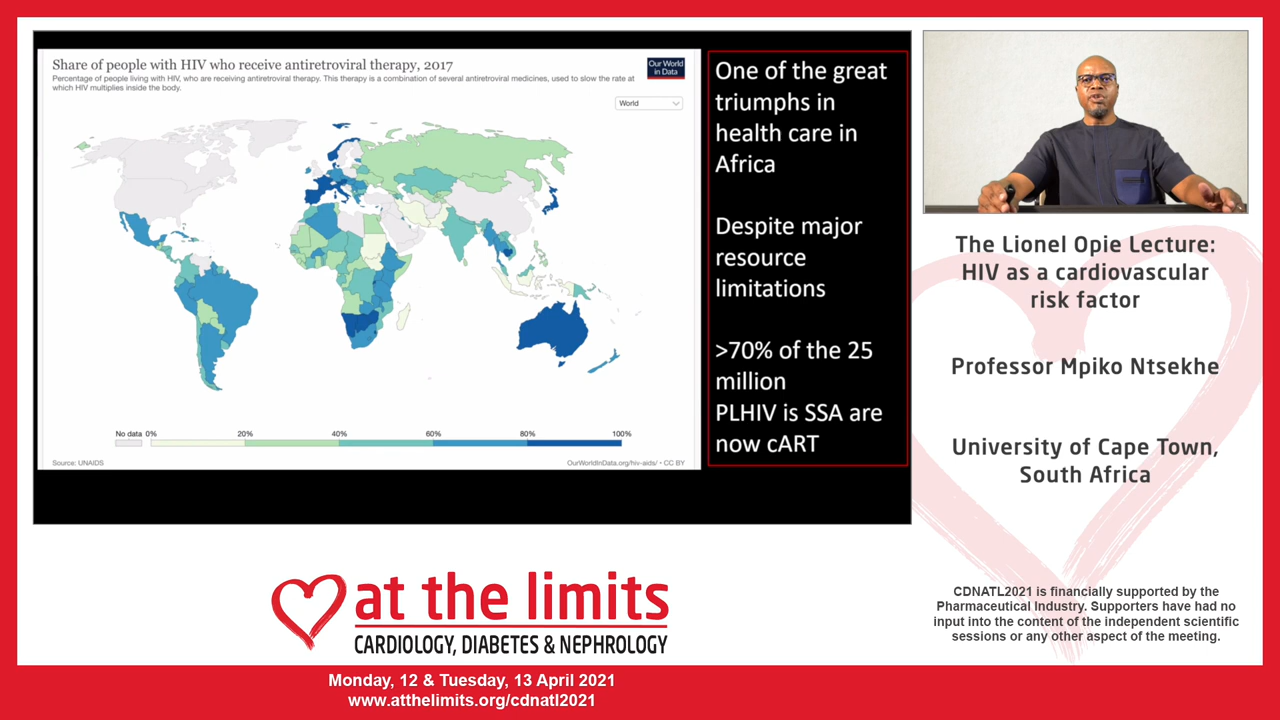 Share of people with HIV who receive antiretroviral therapy, 2017
Percentage of people living with HIV, who are receiving antiretroviral therapy. This therapy is a combination of several antiretroviral medicines, used to slow the rate at
which HIV multiplies inside the body.
Our World
in Data
World
No data 0% 20% 40% 60% 80% 100%
Source: UNAIDS
OurWorldInData.org/hiv-aids/ • CC BY
One of the great
triumphs in
health care in
Africa
Despite major
resource
limitations
>70% of the 25
million
PLHIV is SSA are
now cART
The Lionel Opie Lecture:
HIV as a cardiovascular
risk factor
Professor Mpiko Ntsekhe
University of Cape Town,
South Africa
CDNATL2021 is financially supported by the
Pharmaceutical Industry. Supporters have had no
input into the content of the independent scientific
sessions or any other aspect of the meeting.
at the limits
CARDIOLOGY, DIABETES & NEPHROLOGY
Monday, 12 & Tuesday, 13 April 2021
www.atthelimits.org/cdnatl2021